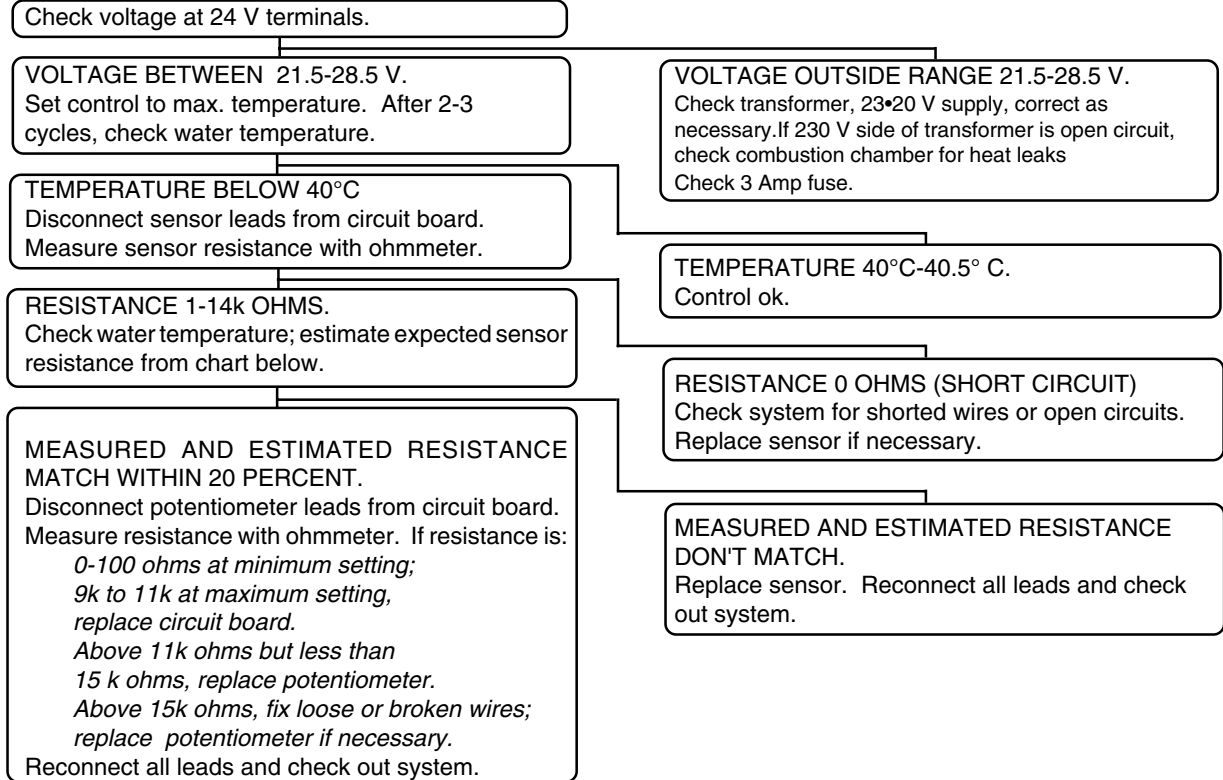 Check voltage at 24 V terminals.
VOLTAGE BETWEEN 21.5-28.5 V.
Set control to max. temperature. After 2-3
cycles, check water temperature.
VOLTAGE OUTSIDE RANGE 21.5-28.5 V.
Check transformer, 23•20 V supply, correct as
necessary.If 230 V side of transformer is open circuit,
check combustion chamber for heat leaks
Check 3 Amp fuse.
TEMPERATURE BELOW 40°C
Disconnect sensor leads from circuit board.
Measure sensor resistance with ohmmeter.
TEMPERATURE 40°C-40.5° C.
Control ok.
RESISTANCE 1-14k OHMS.
Check water temperature; estimate expected sensor
resistance from chart below.
RESISTANCE 0 OHMS (SHORT CIRCUIT)
Check system for shorted wires or open circuits.
Replace sensor if necessary.
MEASURED AND ESTIMATED RESISTANCE
MATCH WITHIN 20 PERCENT.
Disconnect potentiometer leads from circuit board.
Measure resistance with ohmmeter. If resistance is:
0-100 ohms at minimum setting;
9k to 11k at maximum setting,
replace circuit board.
Above 11k ohms but less than
15 k ohms, replace potentiometer.
Above 15k ohms, fix loose or broken wires;
replace potentiometer if necessary.
Reconnect all leads and check out system.
MEASURED AND ESTIMATED RESISTANCE
DON'T MATCH.
Replace sensor. Reconnect all leads and check
out system.